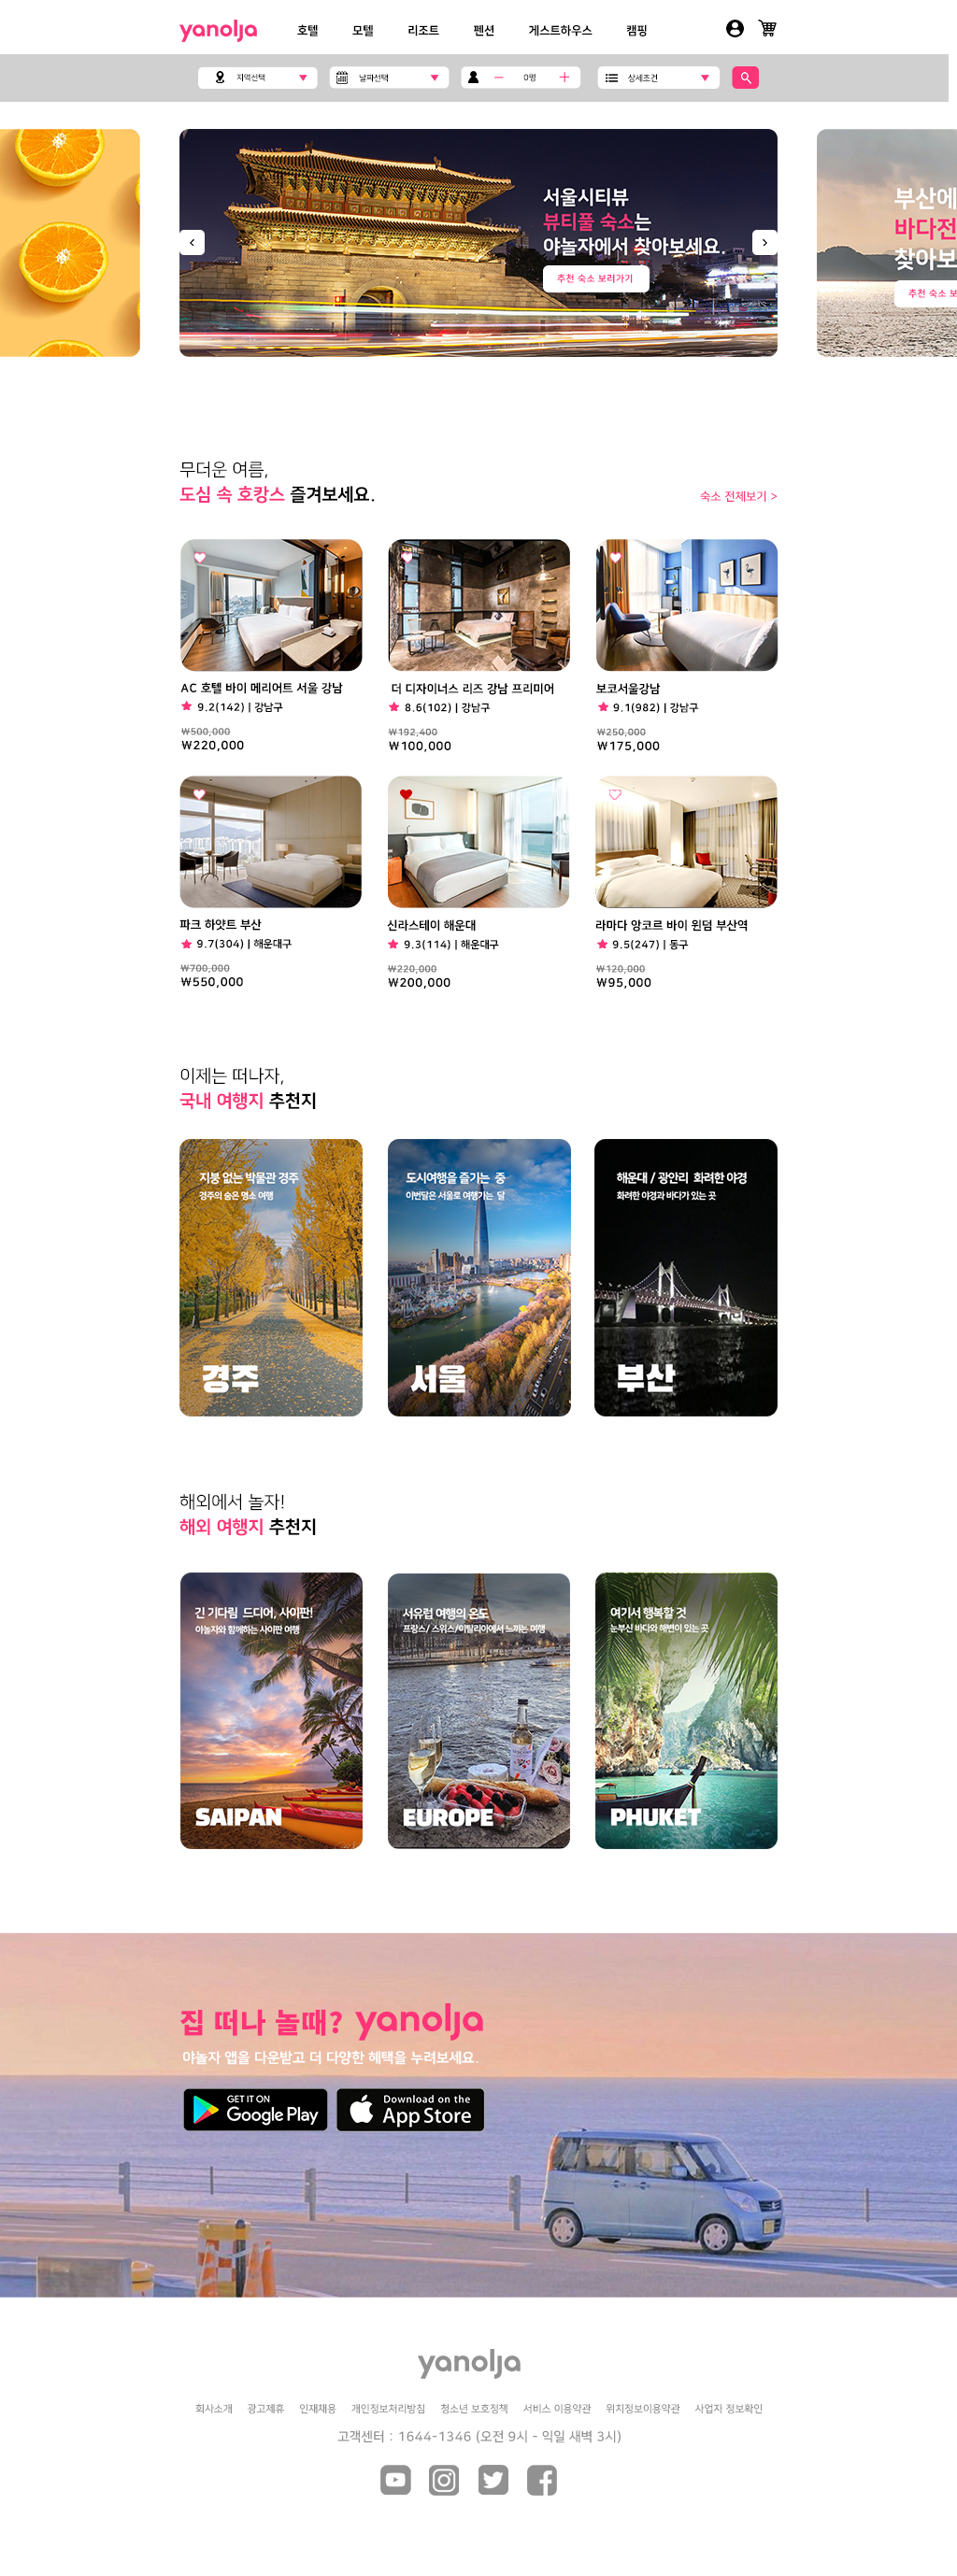 yanolja
호텔 모텔 리조트 펜션 게스트하우스 캠핑
지역선택 날짜선택 0명 상세조건
서울시티뷰
뷰티풀 숙소는
야놀자에서 찾아보세요.
추천 숙소 보러가기
부산에
바다전
찾아보
추천 숙소 보
무더운 여름,
도심 속 호캉스 즐겨보세요.
숙소 전체보기 >
AC 호텔 바이 메리어트 서울 강남
9.2(142) | 강남구
₩500,000
₩220,000
더 디자이너스 리즈 강남 프리미어
8.6(102) | 강남구
₩192,400
₩100,000
보코서울강남
9.1(982) | 강남구
₩250,000
₩175,000
파크 하얏트 부산
9.7(304) | 해운대구
₩700,000
₩550,000
신라스테이 해운대
9.3(114) | 해운대구
₩220,000
₩200,000
라마다 앙코르 바이 윈덤 부산역
9.5(247) | 동구
₩120,000
₩95,000
이제는 떠나자,
국내 여행지 추천지
지붕 없는 박물관 경주
경주의 숨은 명소 여행
경주
도시여행을 즐기는 중
이번달은 서울로 여행가는 달
서울
해운대 / 광안리 화려한 야경
화려한 야경과 바다가 있는 곳
부산
해외에서 놀자!
해외 여행지 추천지
긴 기다림 드디어, 사이판!
야놀자와 함께하는 사이판 여행
SAIPAN
서유럽 여행의 온도
프랑스/ 스위스/이탈리아에서 느끼는 여행
EUROPE
여기서 행복할 것
눈부신 바다와 해변이 있는 곳
PHUKET
집 떠나 놀때? yanolja
야놀자 앱을 다운받고 더 다양한 혜택을 누려보세요.
GET IT ON
Google Play
Download on the
App Store
yanolja
회사소개 광고제휴 인재채용 개인정보처리방침 청소년 보호정책 서비스 이용약관 위치정보이용약관 사업자 정보확인
고객센터 : 1644-1346 (오전 9시 - 익일 새벽 3시)